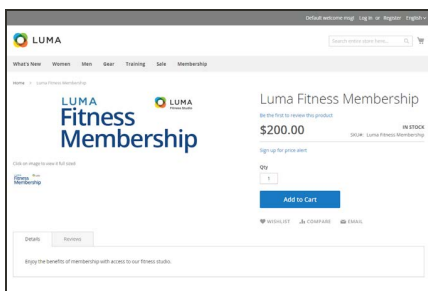 Default welcome msg! Log In or Register English
LUMA
Search entire store here...
What's New Women Men Gear Training Sale Membership
Home > Luma Fitness Membership
LUMA
Fitness
Membership
LUMA
Fitness Studio
Click on image to view it full sized
Fitness
Membership
Luma Fitness Membership
Be the first to review this product
$200.00
IN STOCK
SKU#: Luma Fitness Membership
Sign up for price alert
Qty
1
Add to Cart
WISHLIST COMPARE EMAIL
Details Reviews
Enjoy the benefits of membership with access to our fitness studio.